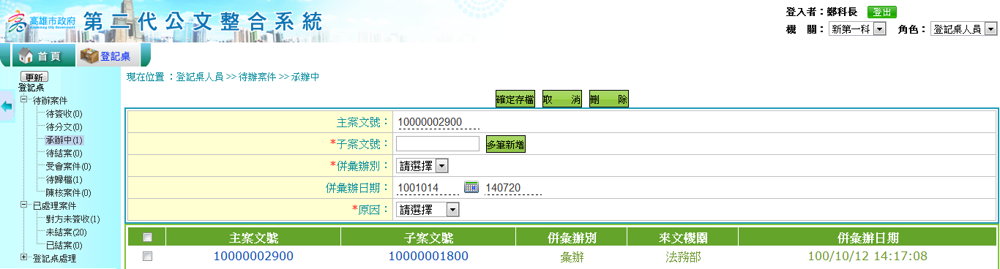 高雄市政府 第二代公文整合系統
Kaohsiung City Government
登入者：鄭科長 登出
機 關： 新第一科 角色： 登記桌人員
首頁 登記桌
更新
登記桌
待辦案件
待簽收(0)
待分文(0)
承辦中(1)
待結案(0)
受會案件(0)
待歸檔(1)
陳核案件(0)
已處理案件
對方未簽收(1)
未結案(20)
已結案(0)
登記桌處理
現在位置 ：登記桌人員 >> 待辦案件 >> 承辦中
確定存檔 取 消 刪 除
主案文號： 10000002900
*子案文號： 多筆新增
*併彙辦別： 請選擇
併彙辦日期： 1001014 140720
*原因： 請選擇
主案文號 子案文號 併彙辦別 來文機關 併彙辦日期
10000002900 10000001800 彙辦 法務部 100/10/12 14:17:08